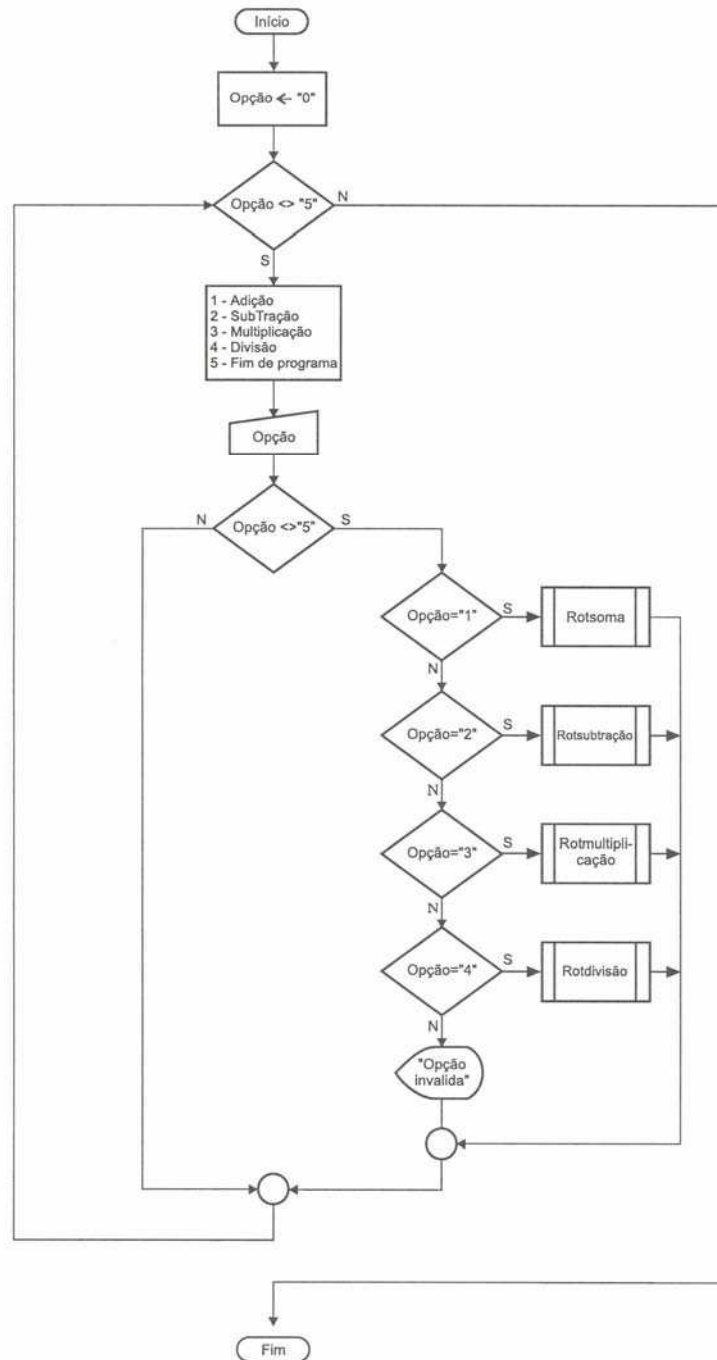 Início
Opção ← "0"
Opção <> "5"
N
S
1 - Adição
2 - SubTração
3 - Multiplicação
4 - Divisão
5 - Fim de programa
Opção
N
Opção <>"5"
S
Opção="1"
S
Rotsoma
N
Opção="2"
S
Rotsubtração
N
Opção="3"
S
Rotmultipli-
cação
N
Opção="4"
S
Rotdivisão
N
"Opção
invalida"
Fim